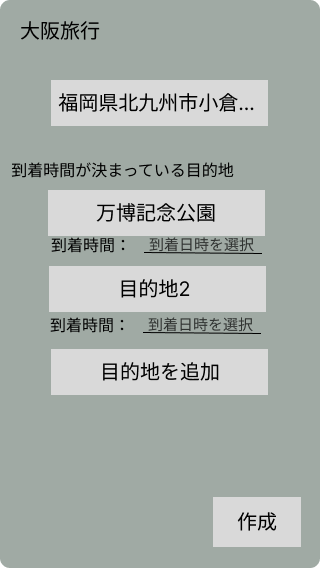 大阪旅行
福岡県北九州市小倉...
到着時間が決まっている目的地
万博記念公園
到着時間： 到着日時を選択
目的地2
到着時間： 到着日時を選択
目的地を追加
作成